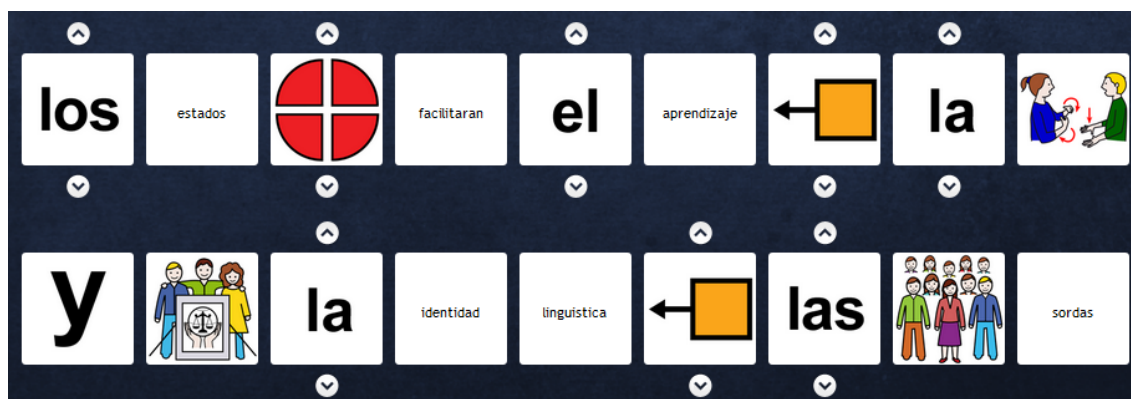 los estados facilitaran el aprendizaje la
y la identidad linguistica las sordas